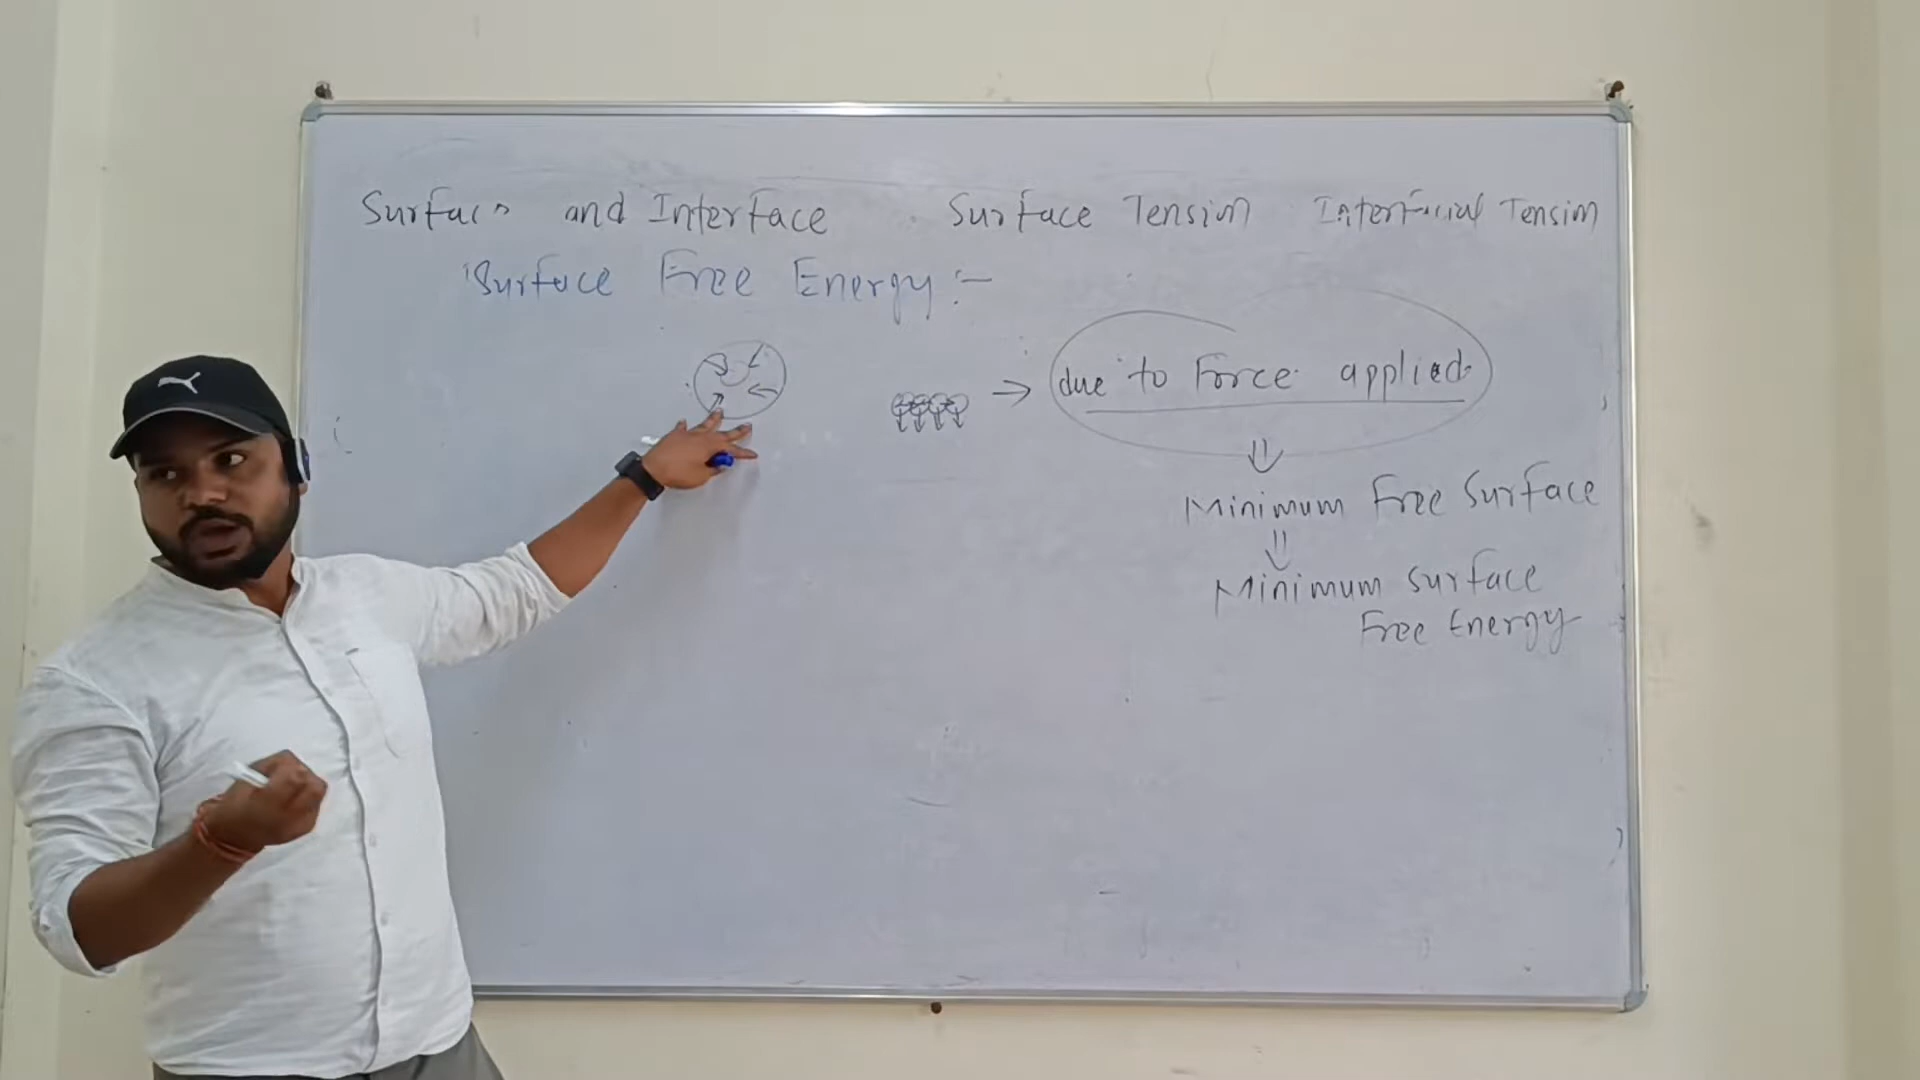 Surface and Interface Surface Tension Interfacial Tension
Surface Free Energy :-
→ due to Force applied
⇓
Minimum Free Surface
⇓
Minimum Surface
Free Energy